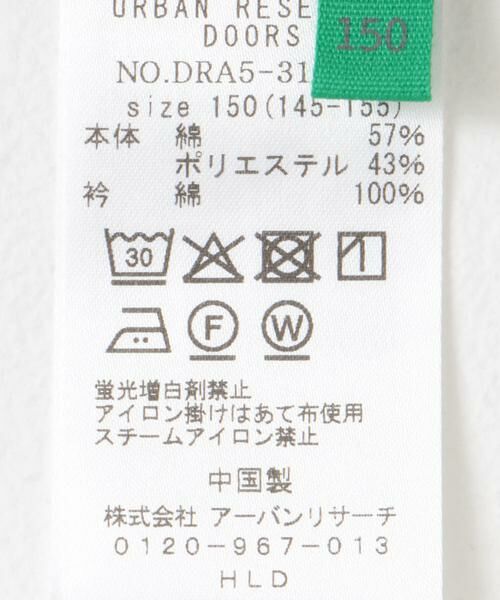 URBAN RESE
DOORS
150
NO.DRA5-31
size 150(145-155)
本体 綿 57%
ポリエステル 43%
衿 綿 100%
30
F W
蛍光増白剤禁止
アイロン掛けはあて布使用
スチームアイロン禁止
中国製
株式会社 アーバンリサーチ
0120-967-013
HLD